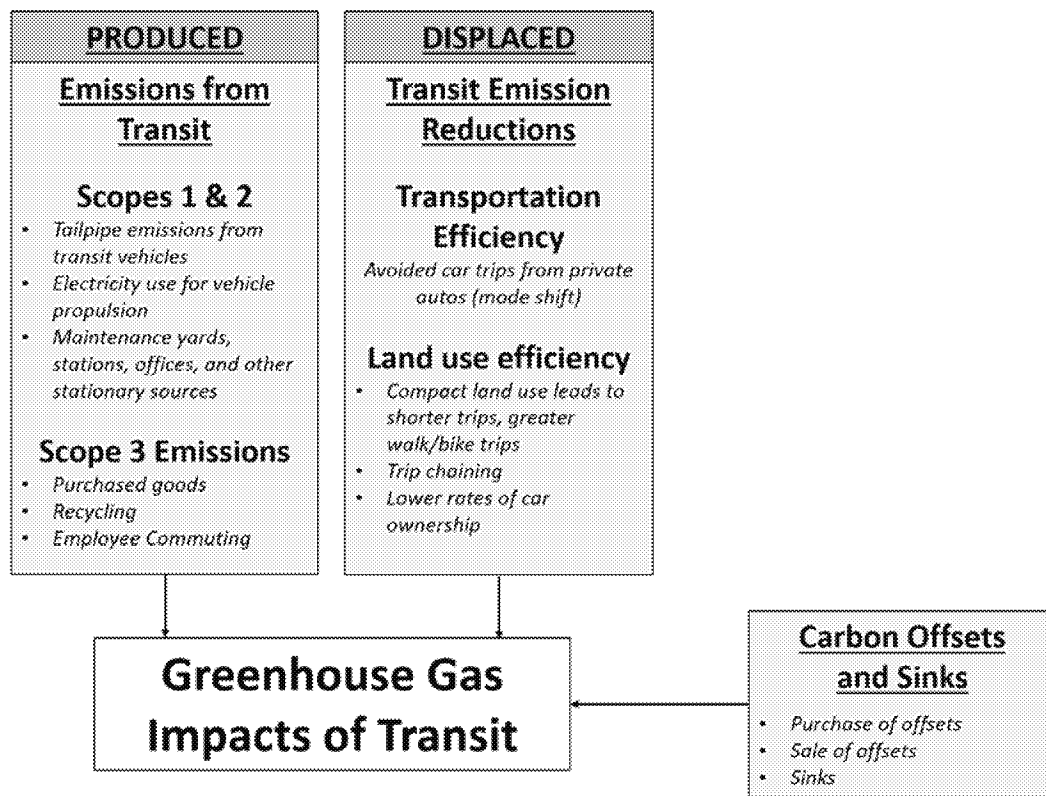 PRODUCED
Emissions from
Transit
Scopes 1 & 2
• Tailpipe emissions from
transit vehicles
• Electricity use for vehicle
propulsion
• Maintenance yards,
stations, offices, and other
stationary sources
Scope 3 Emissions
• Purchased goods
• Recycling
• Employee Commuting
DISPLACED
Transit Emission
Reductions
Transportation
Efficiency
Avoided car trips from private
autos (mode shift)
Land use efficiency
• Compact land use leads to
shorter trips, greater
walk/bike trips
• Trip chaining
• Lower rates of car
ownership
Greenhouse Gas
Impacts of Transit
Carbon Offsets
and Sinks
• Purchase of offsets
• Sale of offsets
• Sinks